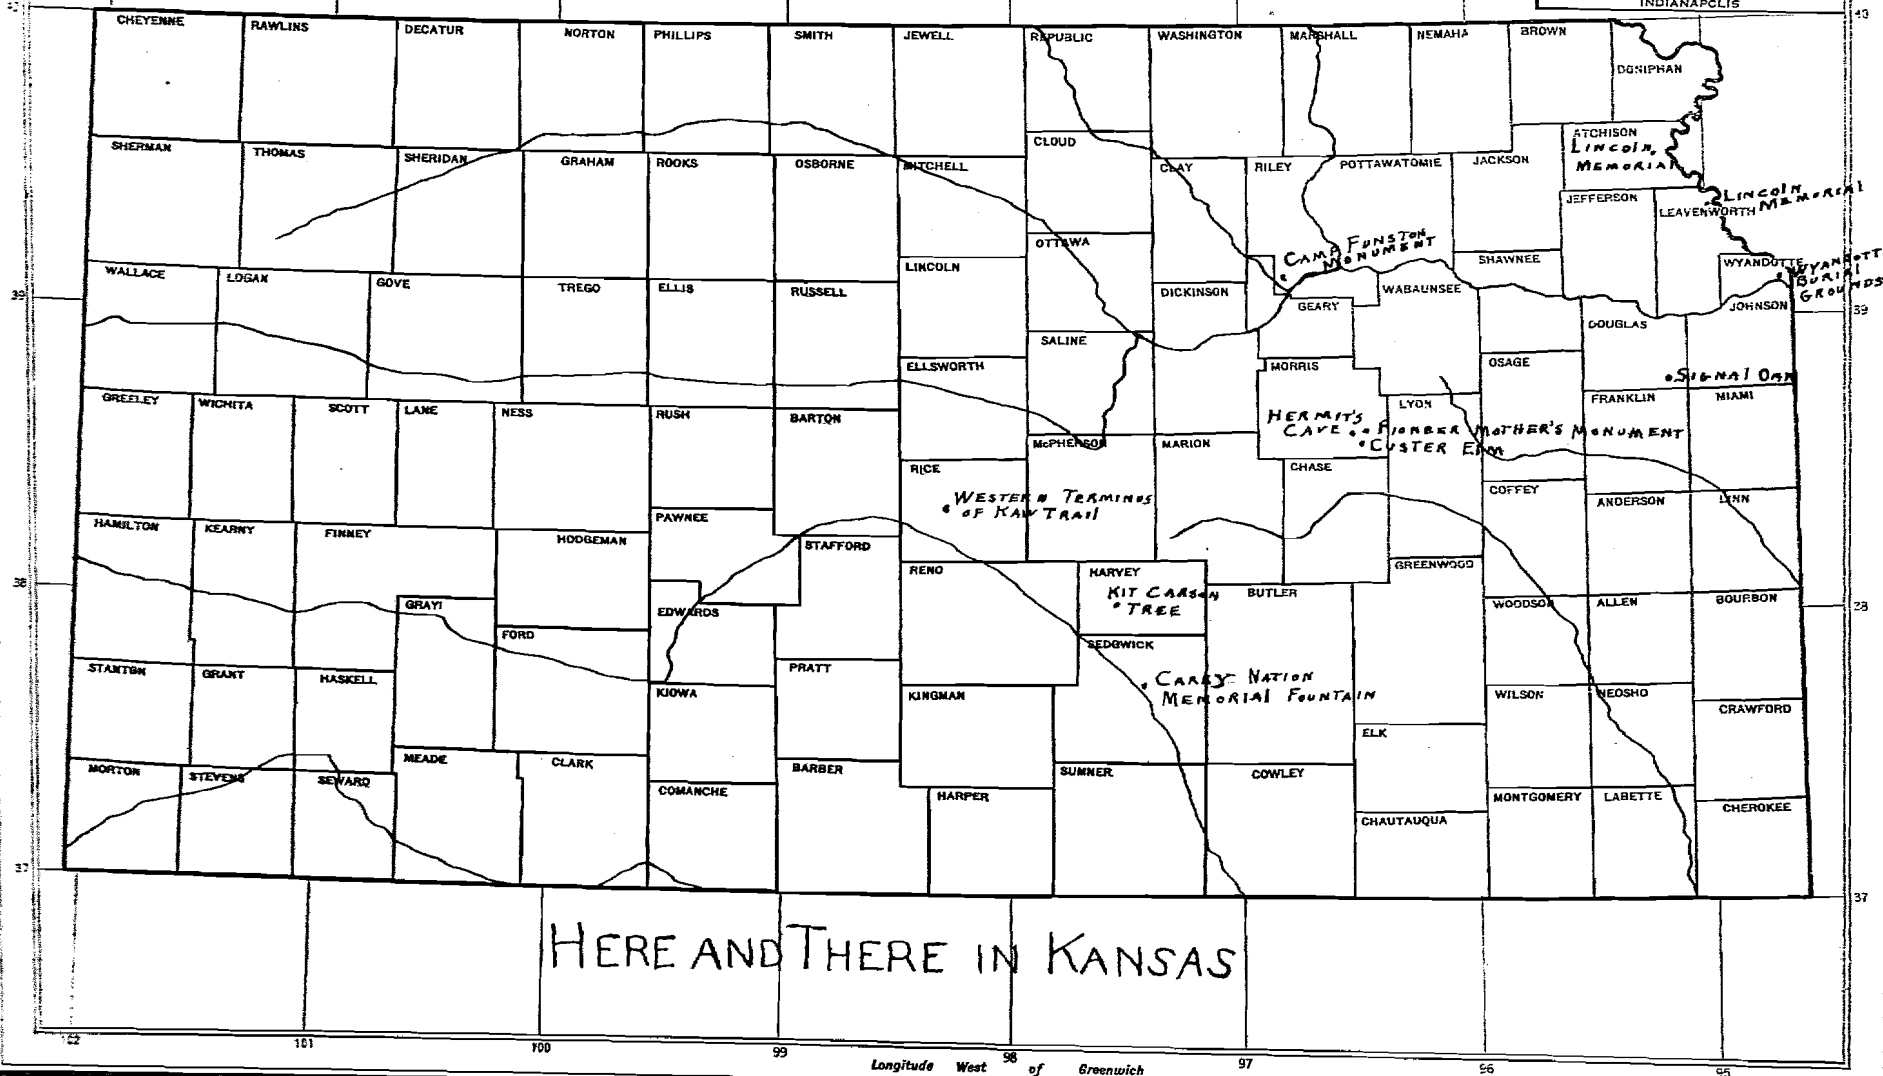 INDIANAPOLIS
40
CHEYENNE RAWLINS DECATUR NORTON PHILLIPS SMITH JEWELL REPUBLIC WASHINGTON MARSHALL NEMAHA BROWN
DONIPHAN
SHERMAN THOMAS SHERIDAN GRAHAM ROOKS OSBORNE MITCHELL CLOUD CLAY RILEY POTTAWATOMIE JACKSON ATCHISON
LINCOLN
MEMORIAL
JEFFERSON LEAVENWORTH
LINCOLN
MEMORIAL
OTTAWA
CAMP FUNSTON
MONUMENT
WALLACE LOGAN GOVE TREGO ELLIS RUSSELL LINCOLN DICKINSON GEARY WABAUNSEE SHAWNEE WYANDOTTE
WYANDOTT
BURIAL
GROUNDS
JOHNSON
39 39
DOUGLAS
SALINE
ELLSWORTH MORRIS OSAGE
.SIGNAL OAK
GREELEY WICHITA SCOTT LANE NESS RUSH BARTON McPHERSON MARION LYON FRANKLIN MIAMI
HERMIT'S
CAVE . . PIONEER MOTHER'S MONUMENT
. CUSTER ELM
RICE CHASE
COFFEY ANDERSON LINN
. WESTERN TERMINUS
OF KAW TRAIL
HAMILTON KEARNY FINNEY HODGEMAN PAWNEE STAFFORD
RENO HARVEY BUTLER GREENWOOD
KIT CARSON
. TREE
38 38
GRAY FORD EDWARDS WOODSON ALLEN BOURBON
SEDGWICK
STANTON GRANT HASKELL KIOWA PRATT KINGMAN WILSON NEOSHO CRAWFORD
. CARRY NATION
MEMORIAL FOUNTAIN
ELK
MORTON STEVENS SEWARD MEADE CLARK COMANCHE BARBER HARPER SUMNER COWLEY MONTGOMERY LABETTE CHEROKEE
CHAUTAUQUA
37 37
HERE AND THERE IN KANSAS
102 101 100 99 98 97 96 95
Longitude West of Greenwich